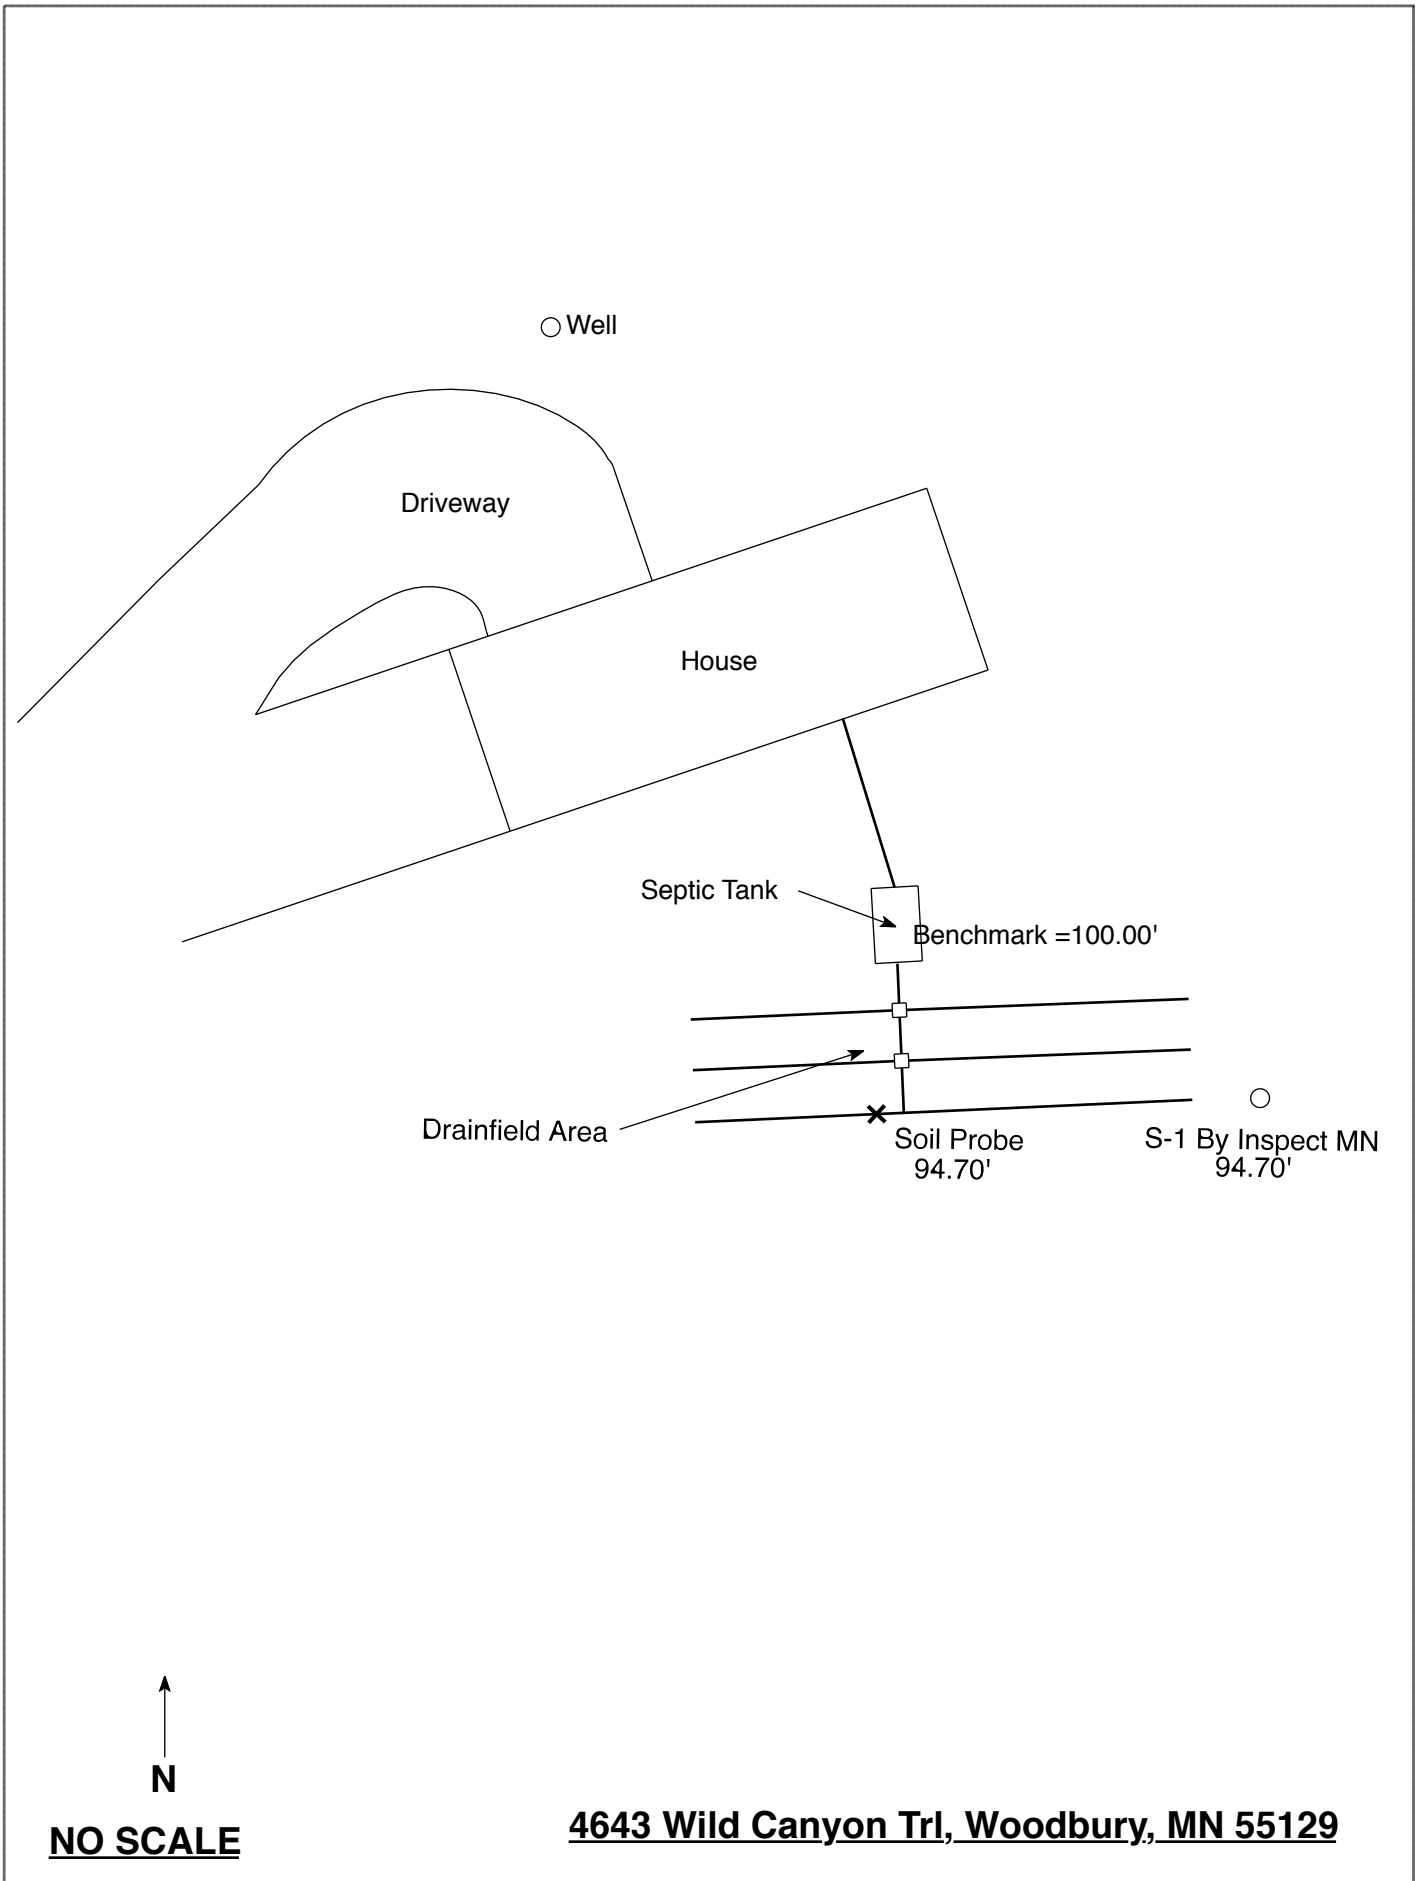 Well
Driveway
House
Septic Tank
Benchmark =100.00'
Drainfield Area
Soil Probe
94.70'
S-1 By Inspect MN
94.70'
N
NO SCALE
4643 Wild Canyon Trl, Woodbury, MN 55129